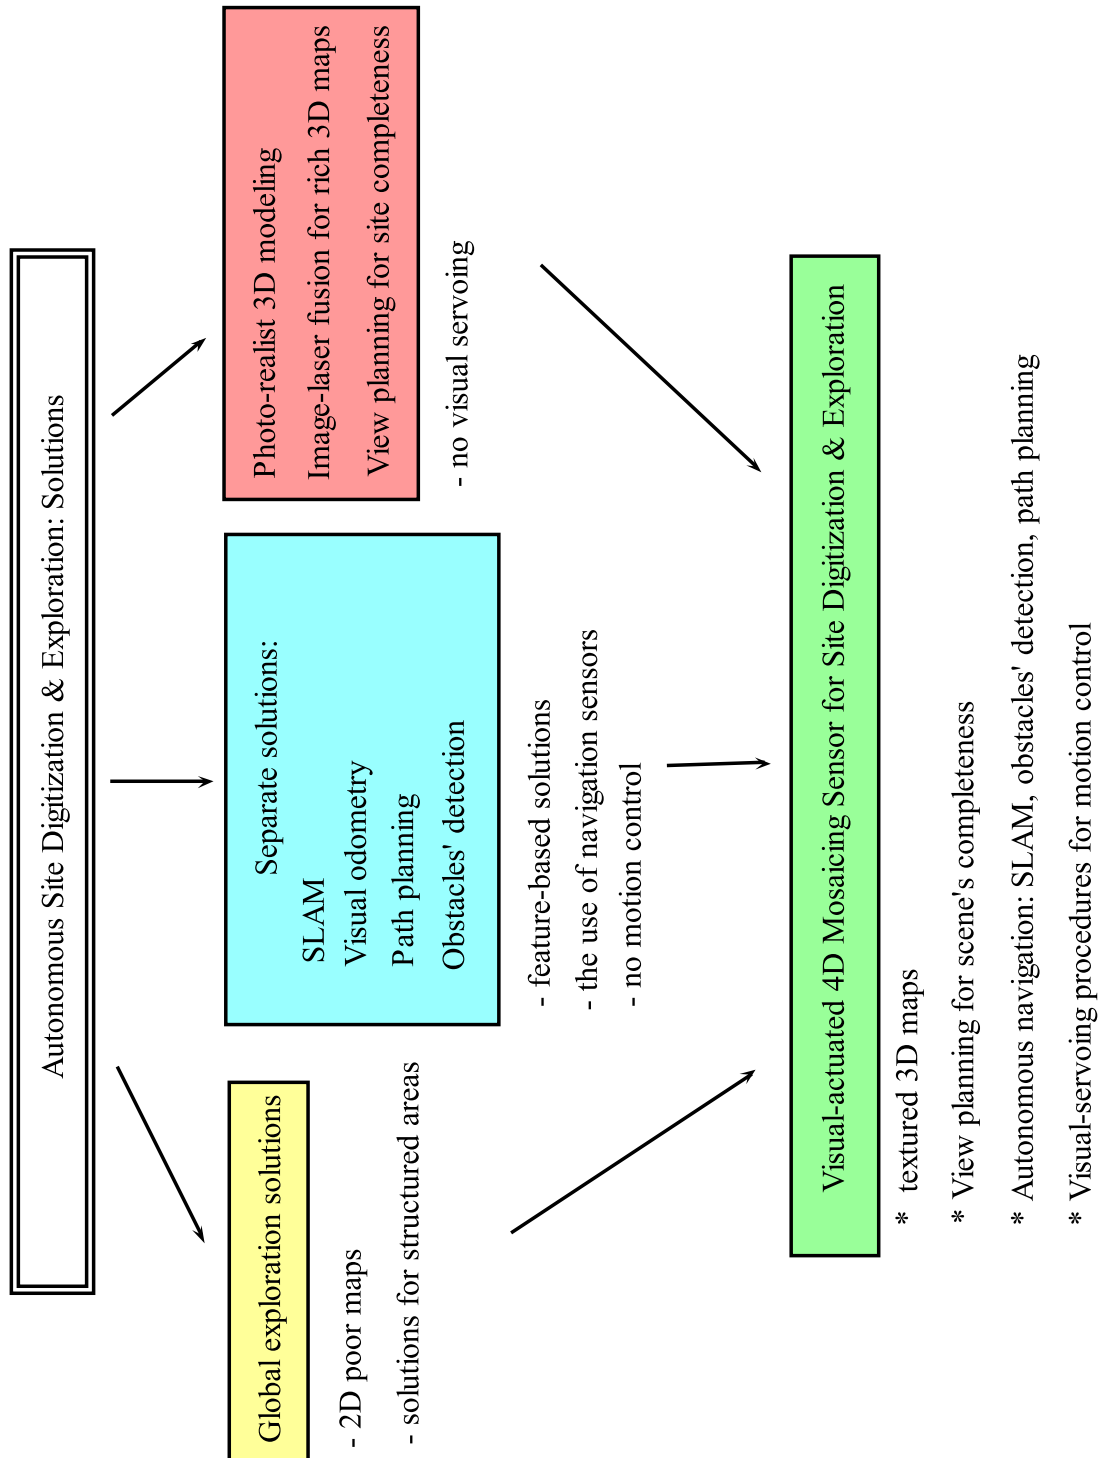 Autonomous Site Digitization & Exploration: Solutions
Global exploration solutions
- 2D poor maps
- solutions for structured areas
Separate solutions:
SLAM
Visual odometry
Path planning
Obstacles' detection
- feature-based solutions
- the use of navigation sensors
- no motion control
Photo-realist 3D modeling
Image-laser fusion for rich 3D maps
View planning for site completeness
- no visual servoing
Visual-actuated 4D Mosaicing Sensor for Site Digitization & Exploration
* textured 3D maps
* View planning for scene's completeness
* Autonomous navigation: SLAM, obstacles' detection, path planning
* Visual-servoing procedures for motion control